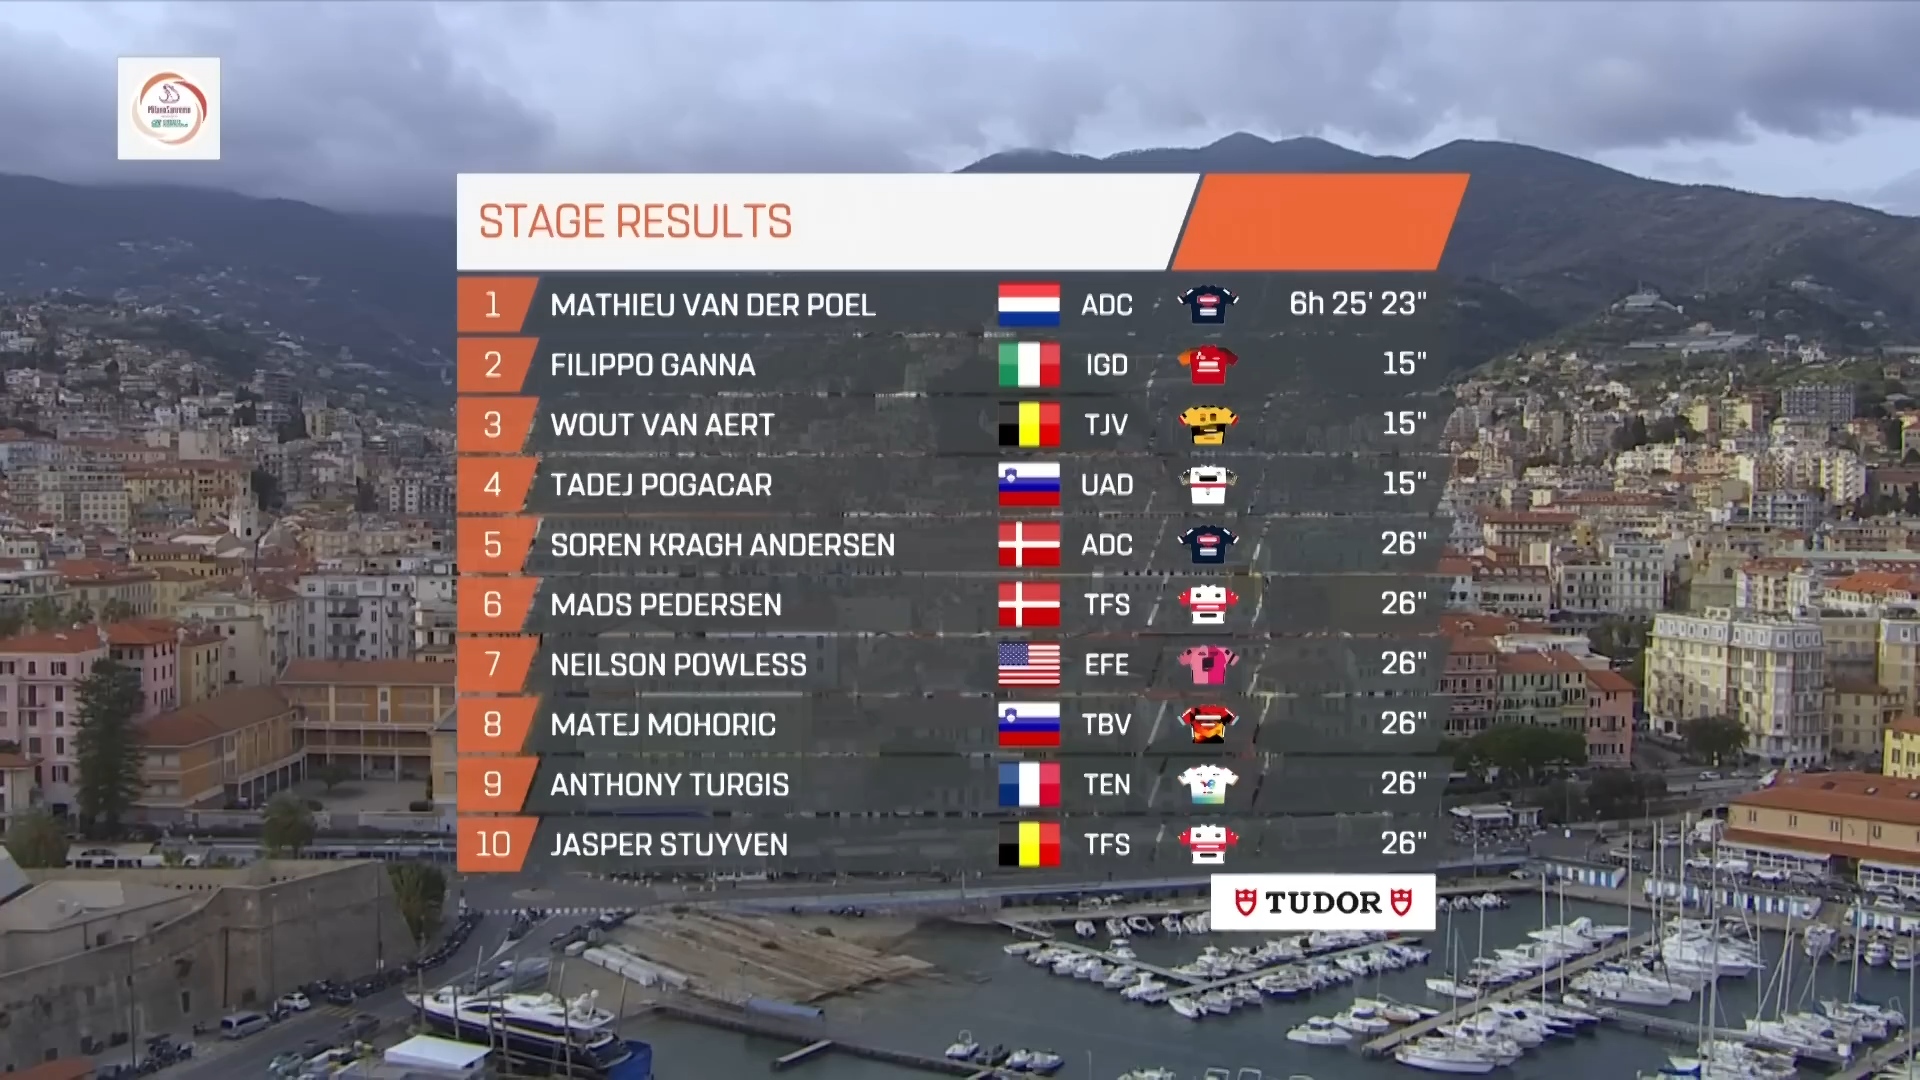 MilanoSanremo
STAGE RESULTS
1 MATHIEU VAN DER POEL ADC 6h 25' 23"
2 FILIPPO GANNA IGD 15"
3 WOUT VAN AERT TJV 15"
4 TADEJ POGACAR UAD 15"
5 SOREN KRAGH ANDERSEN ADC 26"
6 MADS PEDERSEN TFS 26"
7 NEILSON POWLESS EFE 26"
8 MATEJ MOHORIC TBV 26"
9 ANTHONY TURGIS TEN 26"
10 JASPER STUYVEN TFS 26"
TUDOR